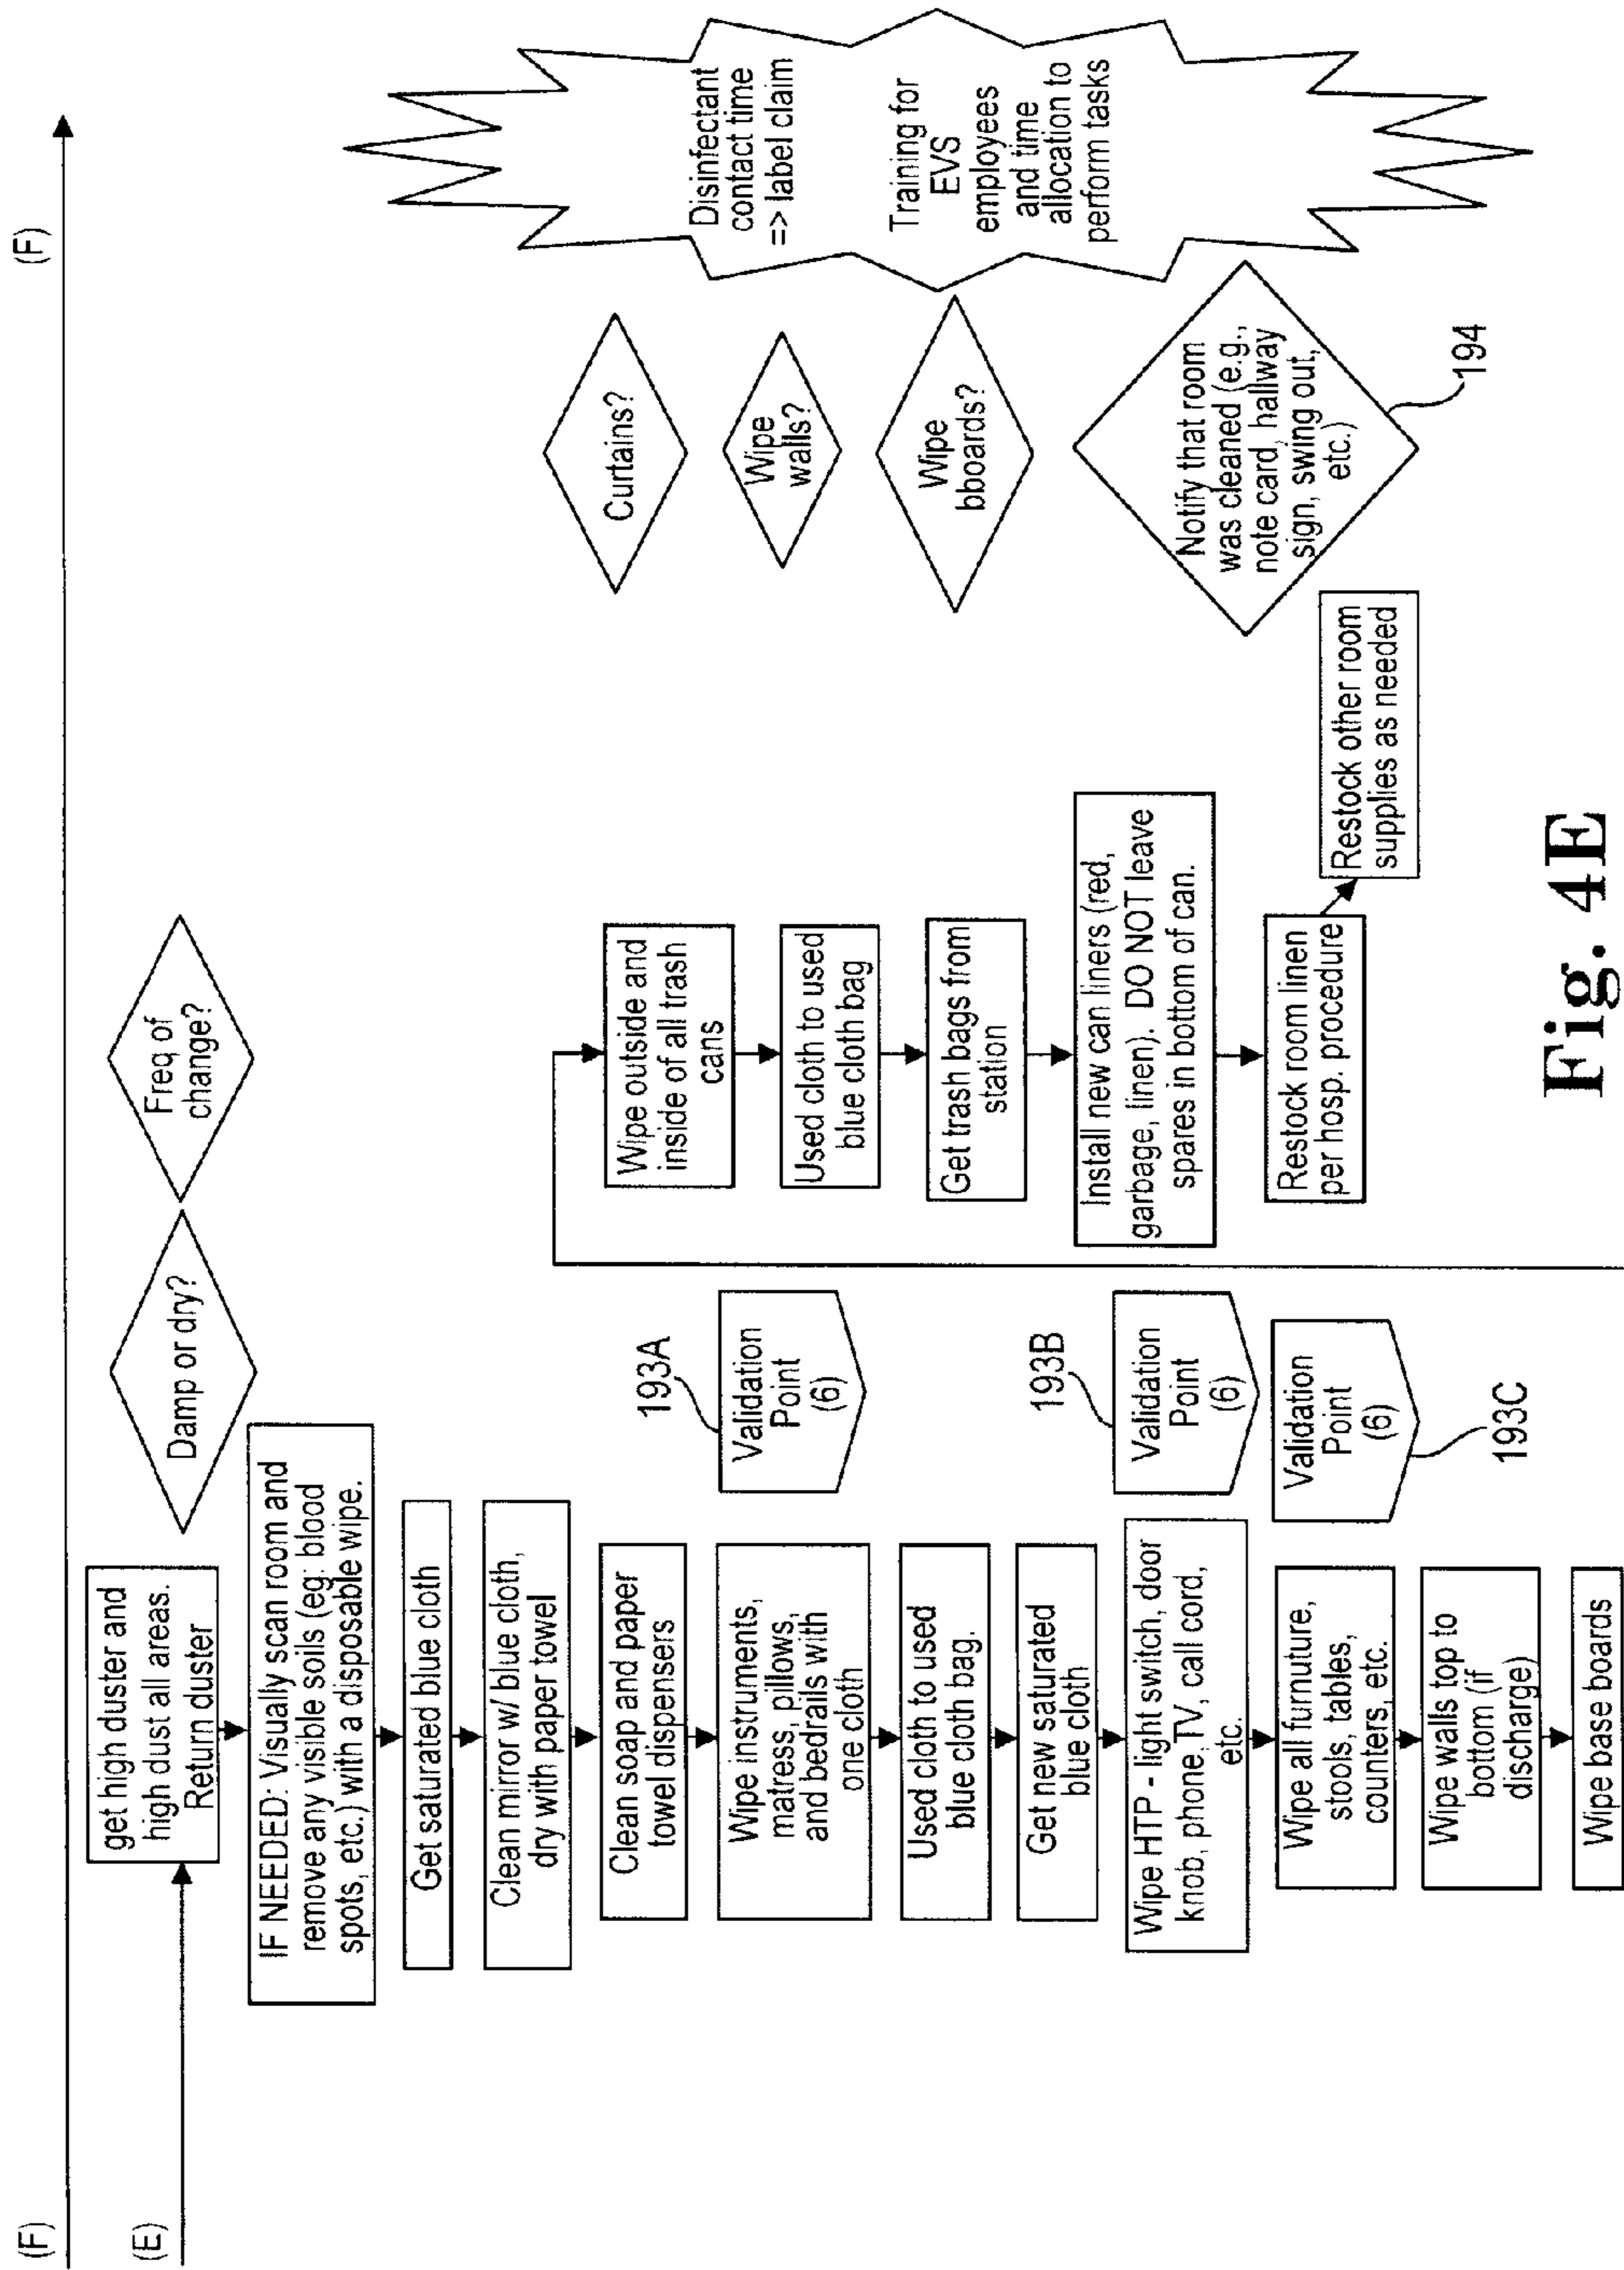 (F)
(F)
(E)
get high duster and
high dust all areas.
Return duster
Damp or dry?
Freq of
change?
IF NEEDED: Visually scan room and
remove any visible soils (eg: blood
spots, etc.) with a disposable wipe.
Get saturated blue cloth
Clean mirror w/ blue cloth,
dry with paper towel
Clean soap and paper
towel dispensers
Wipe instruments,
matress, pillows,
and bedrails with
one cloth
193A
Validation
Point
(6)
Used cloth to used
blue cloth bag.
Get new saturated
blue cloth
Wipe HTP - light switch, door
knob, phone, TV, call cord,
etc.
193B
Validation
Point
(6)
Wipe all furnuture,
stools, tables,
counters, etc.
Validation
Point
(6)
193C
Wipe walls top to
bottom (if
discharge)
Wipe base boards
Wipe outside and
inside of all trash
cans
Used cloth to used
blue cloth bag
Get trash bags from
station
Install new can liners (red,
garbage, linen). DO NOT leave
spares in bottom of can.
Restock room linen
per hosp. procedure
Restock other room
supplies as needed
Curtains?
Wipe
walls?
Wipe
bboards?
Notify that room
was cleaned (e.g.,
note card, hallway
sign, swing out,
etc.)
194
Disinfectant
contact time
=> label claim
Training for
EVS
employees
and time
allocation to
perform tasks
Fig. 4E